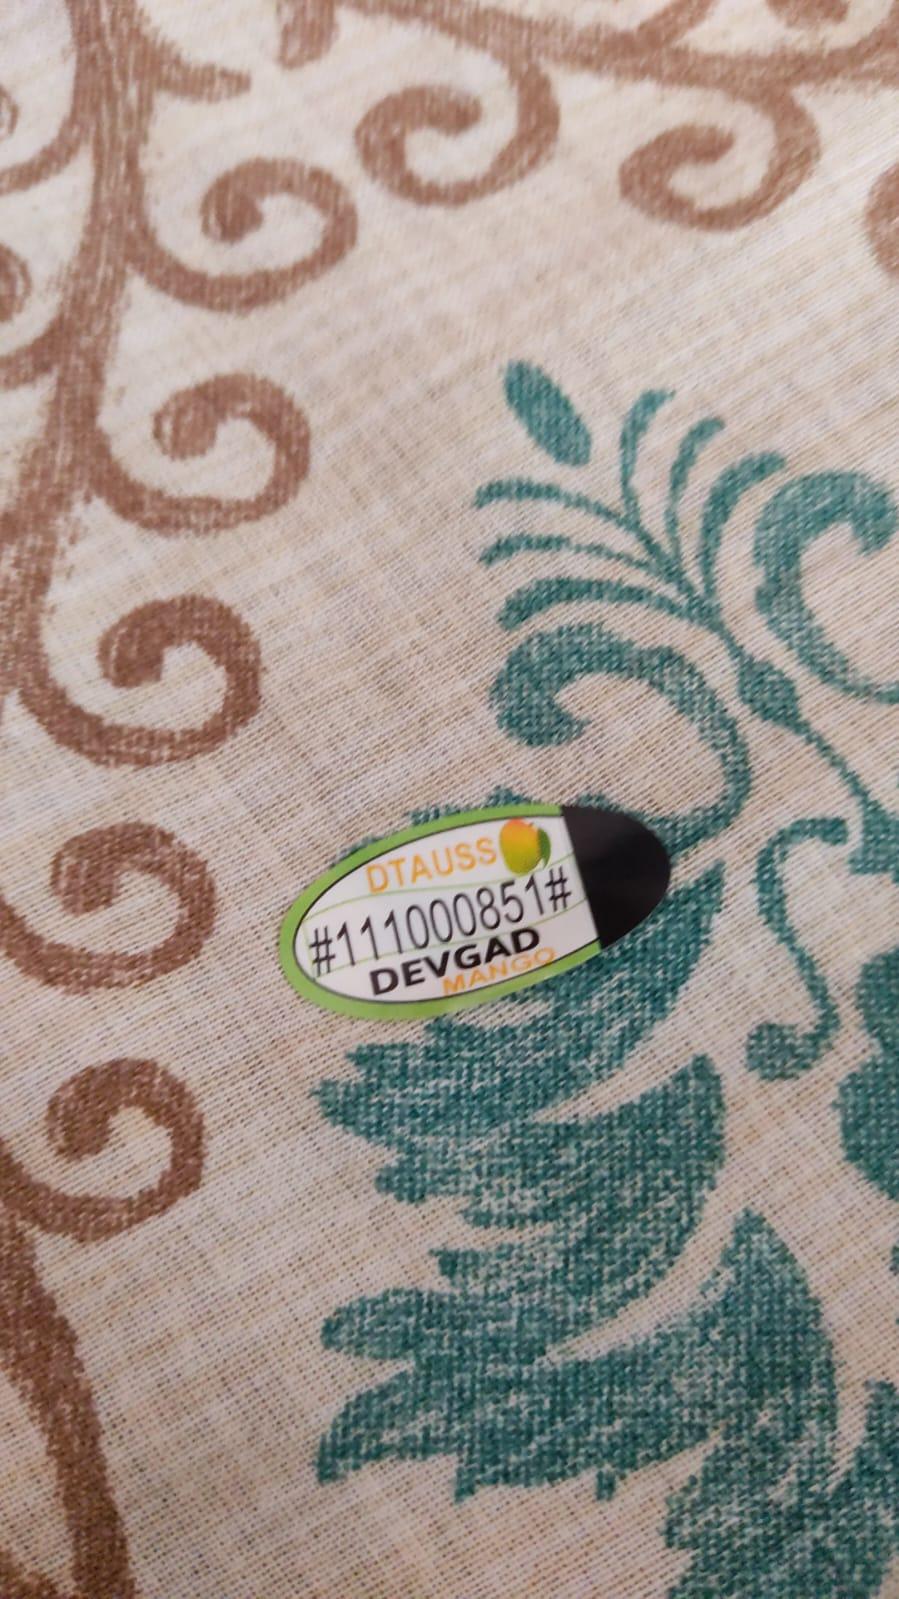 DTAUSS
#111000851#
DEVGAD
MANGO